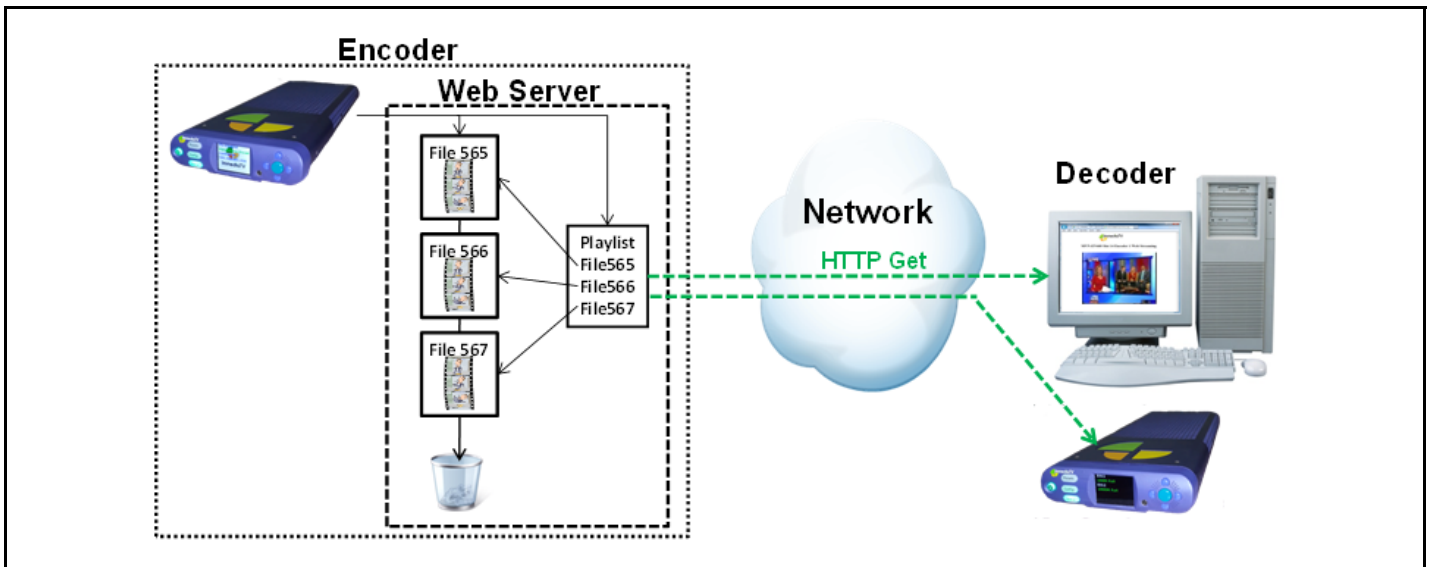 Encoder
Web Server
File 565
File 566
File 567
Playlist
File565
File566
File567
Network
HTTP Get
Decoder